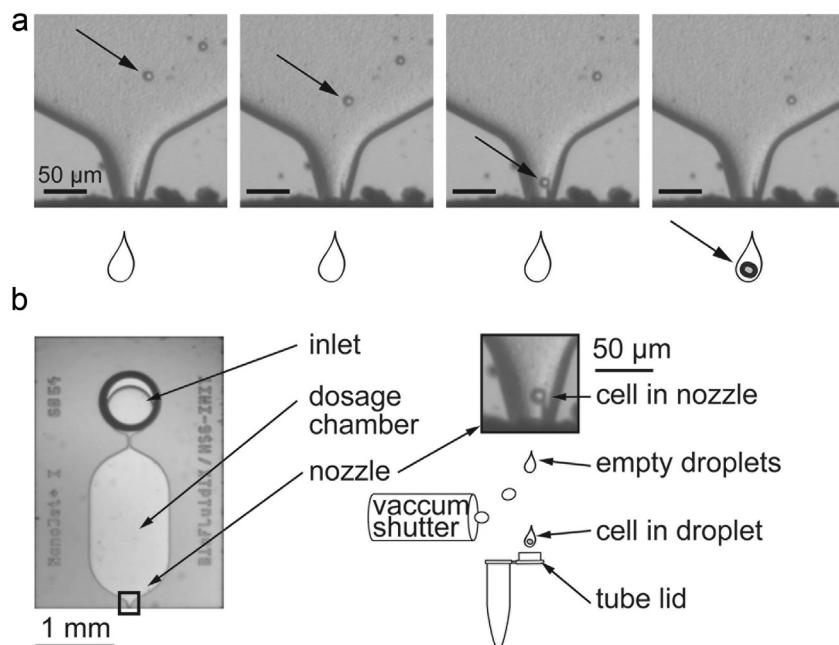 a
50 µm
b
inlet
dosage
chamber
nozzle
1 mm
50 µm
cell in nozzle
empty droplets
vaccum
shutter
cell in droplet
tube lid